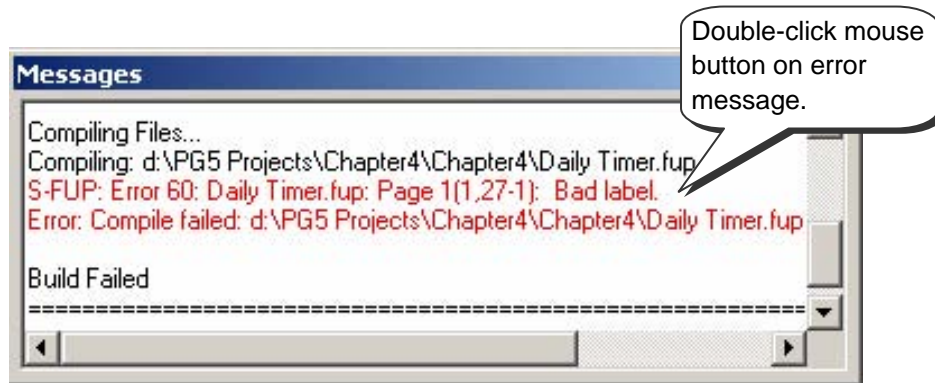 Double-click mouse
button on error
message.
Messages
Compiling Files...
Compiling: d:\PG5 Projects\Chapter4\Chapter4\Daily Timer.fup
S-FUP: Error 60: Daily Timer.fup: Page 1(1,27-1):  Bad label.
Error: Compile failed: d:\PG5 Projects\Chapter4\Chapter4\Daily Timer.fup
Build Failed
========================================================